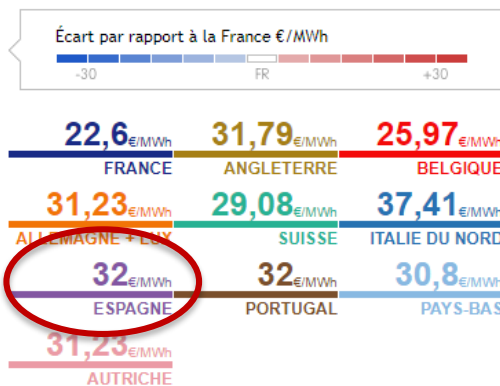 Écart par rapport à la France €/MWh
-30 FR +30
22,6€/MWh 31,79€/MWh 25,97€/MWh
FRANCE ANGLETERRE BELGIQUE
31,23€/MWh 29,08€/MWh 37,41€/MWh
ALLEMAGNE + LUX SUISSE ITALIE DU NORD
32€/MWh 32€/MWh 30,8€/MWh
ESPAGNE PORTUGAL PAYS-BAS
31,23€/MWh
AUTRICHE